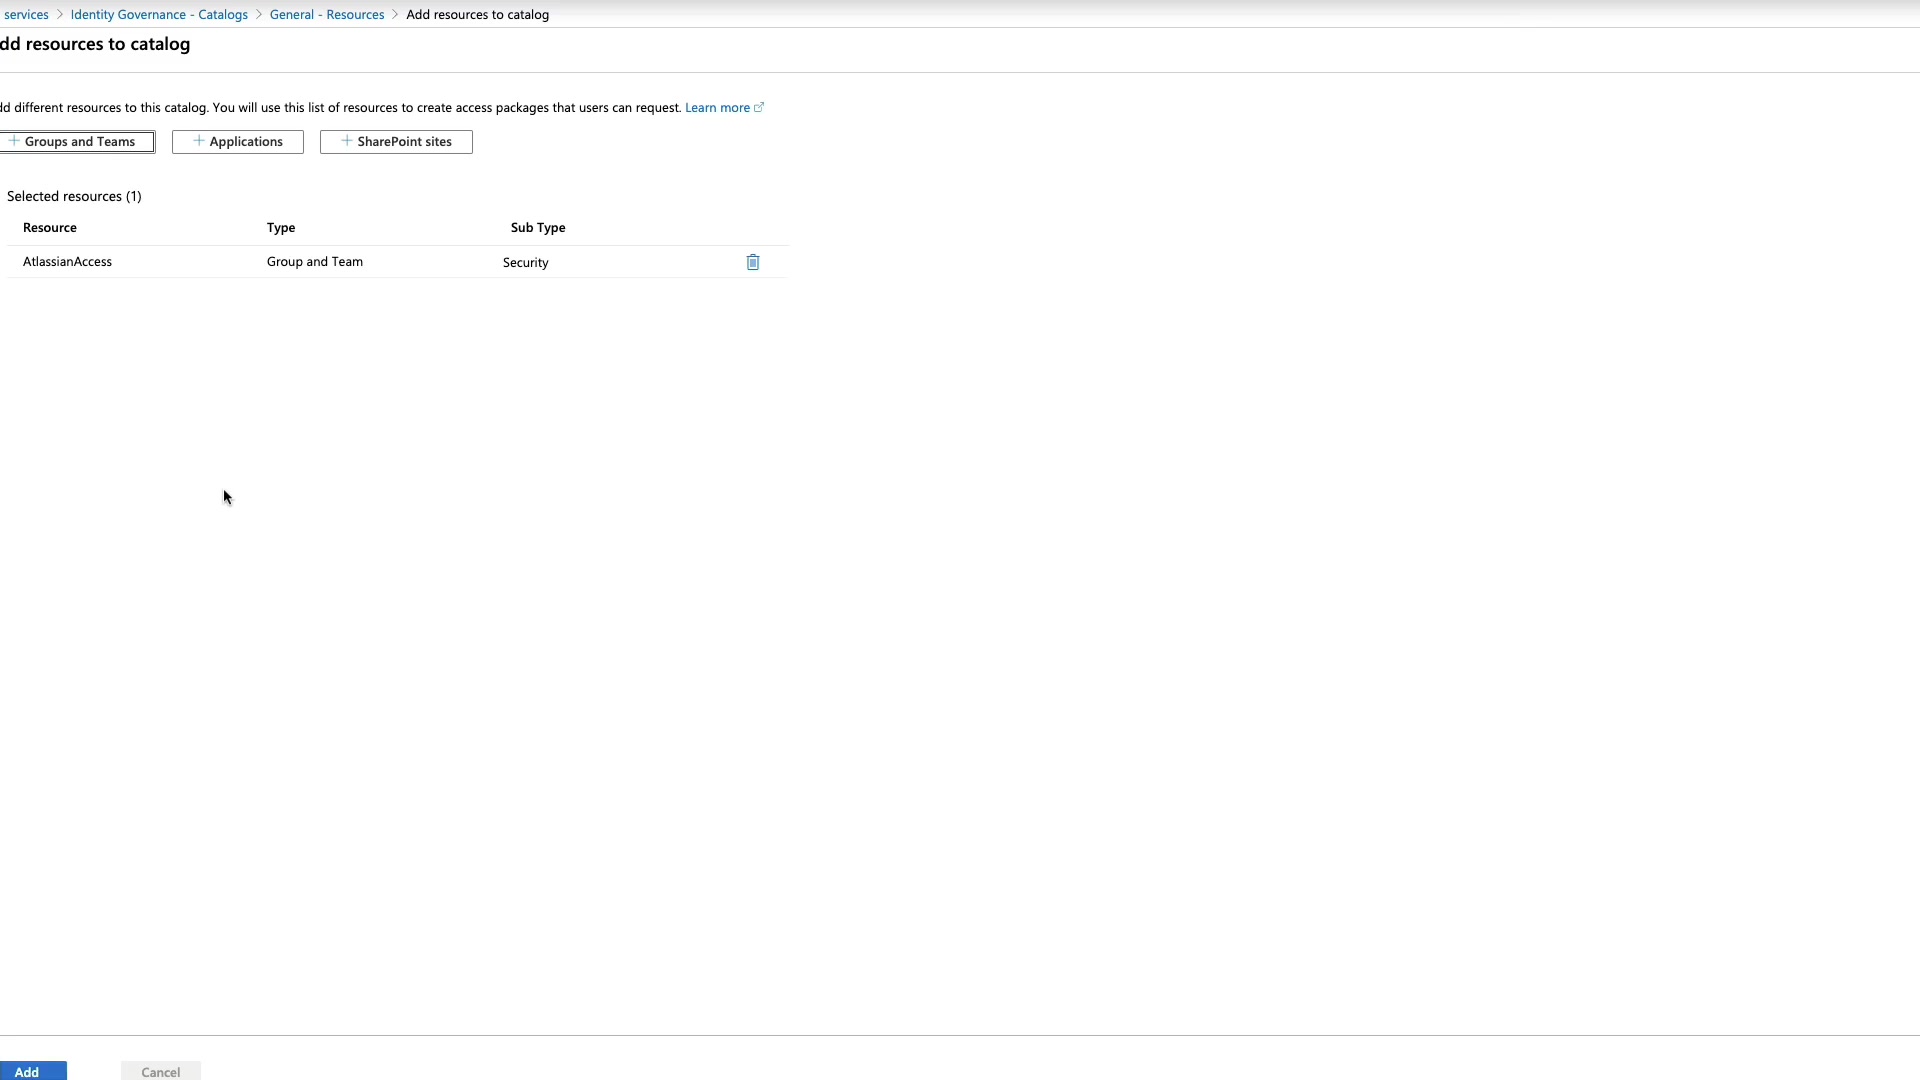 services > Identity Governance - Catalogs > General - Resources > Add resources to catalog
dd resources to catalog
dd different resources to this catalog. You will use this list of resources to create access packages that users can request. Learn more
+ Groups and Teams + Applications + SharePoint sites
Selected resources (1)
Resource Type Sub Type
AtlassianAccess Group and Team Security
Add Cancel